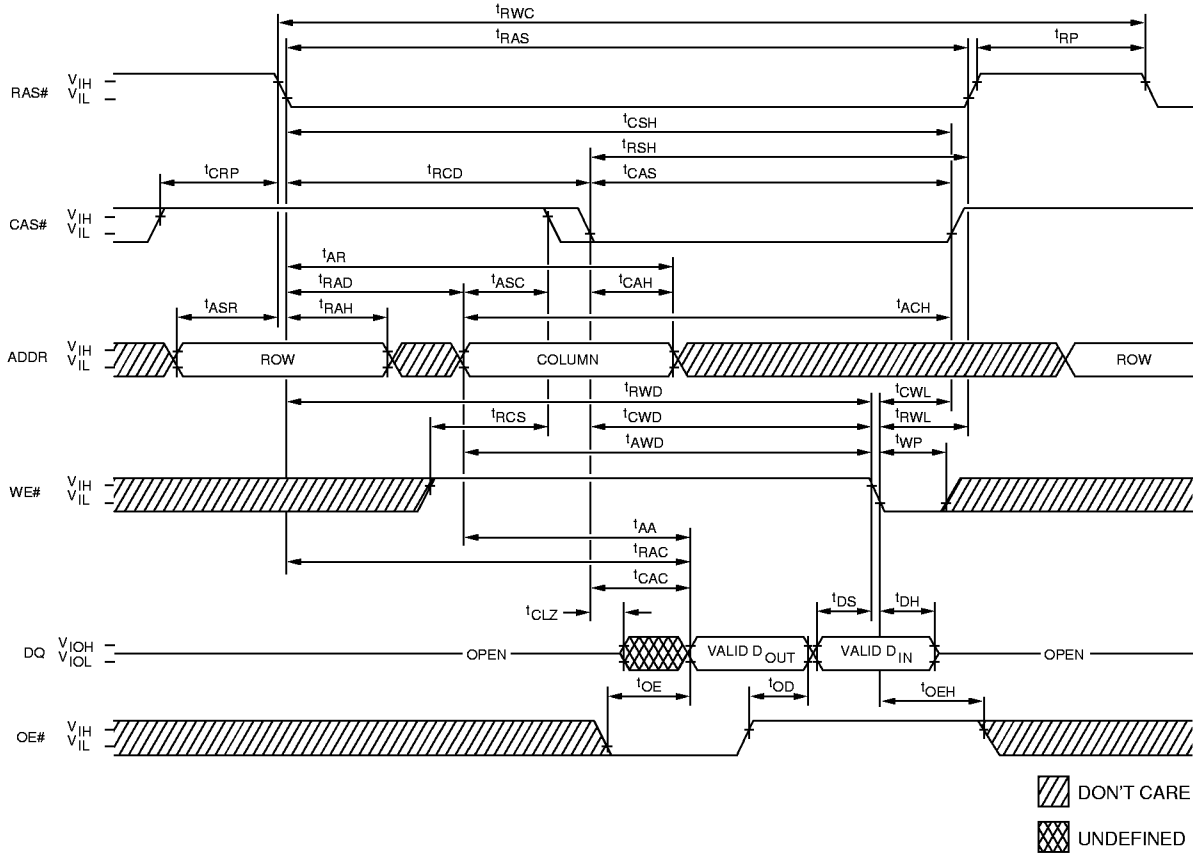 tRWC
tRAS tRP
RAS# VIH
VIL
tCSH
tRSH
tCRP tRCD tCAS
CAS# VIH
VIL
tAR
tRAD tASC tCAH
tASR tRAH tACH
ADDR VIH
VIL
ROW COLUMN ROW
tRWD tCWL
tRCS tCWD tRWL
tAWD tWP
WE# VIH
VIL
tAA
tRAC
tCAC
tCLZ tDS tDH
DQ VIOH
VIOL
OPEN VALID DOUT VALID DIN OPEN
tOE tOD tOEH
OE# VIH
VIL
DON'T CARE
UNDEFINED